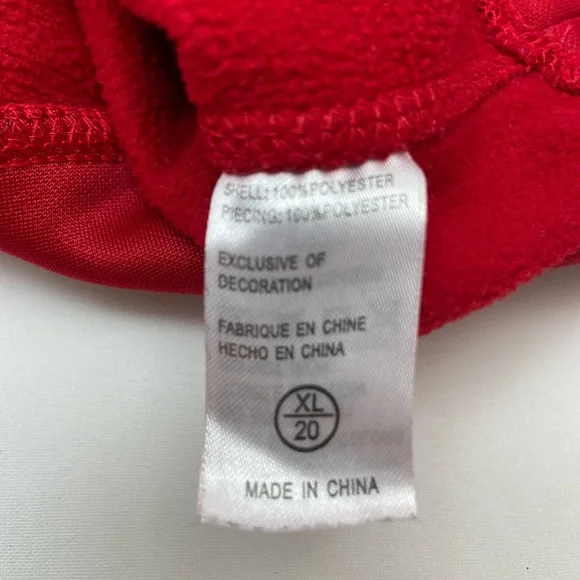 SHELL: 100%POLYESTER
PIECING: 100%POLYESTER
EXCLUSIVE OF
DECORATION
FABRIQUE EN CHINE
HECHO EN CHINA
XL
20
MADE IN CHINA